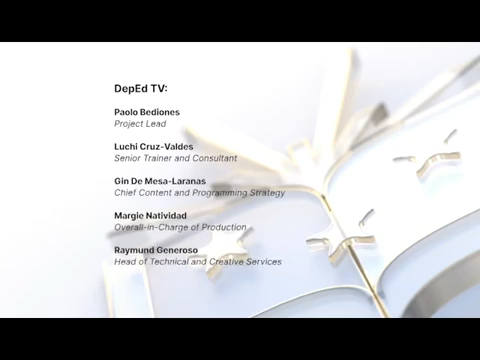 DepEd TV:
Paolo Bediones
Project Lead
Luchi Cruz-Valdes
Senior Trainer and Consultant
Gin De Mesa-Laranas
Chief Content and Programming Strategy
Margie Natividad
Overall-in-Charge of Production
Raymund Generoso
Head of Technical and Creative Services